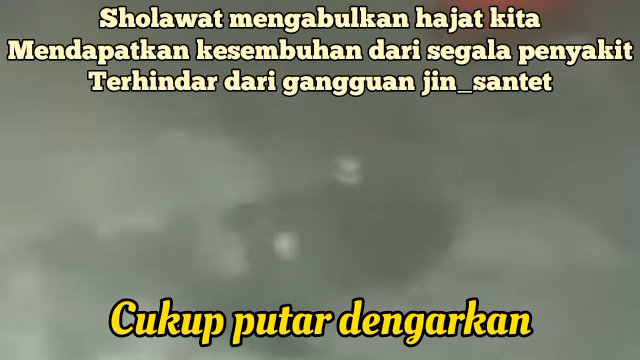 Sholawat mengabulkan hajat kita
Mendapatkan kesembuhan dari segala penyakit
Terhindar dari gangguan jin_santet
Cukup putar dengarkan